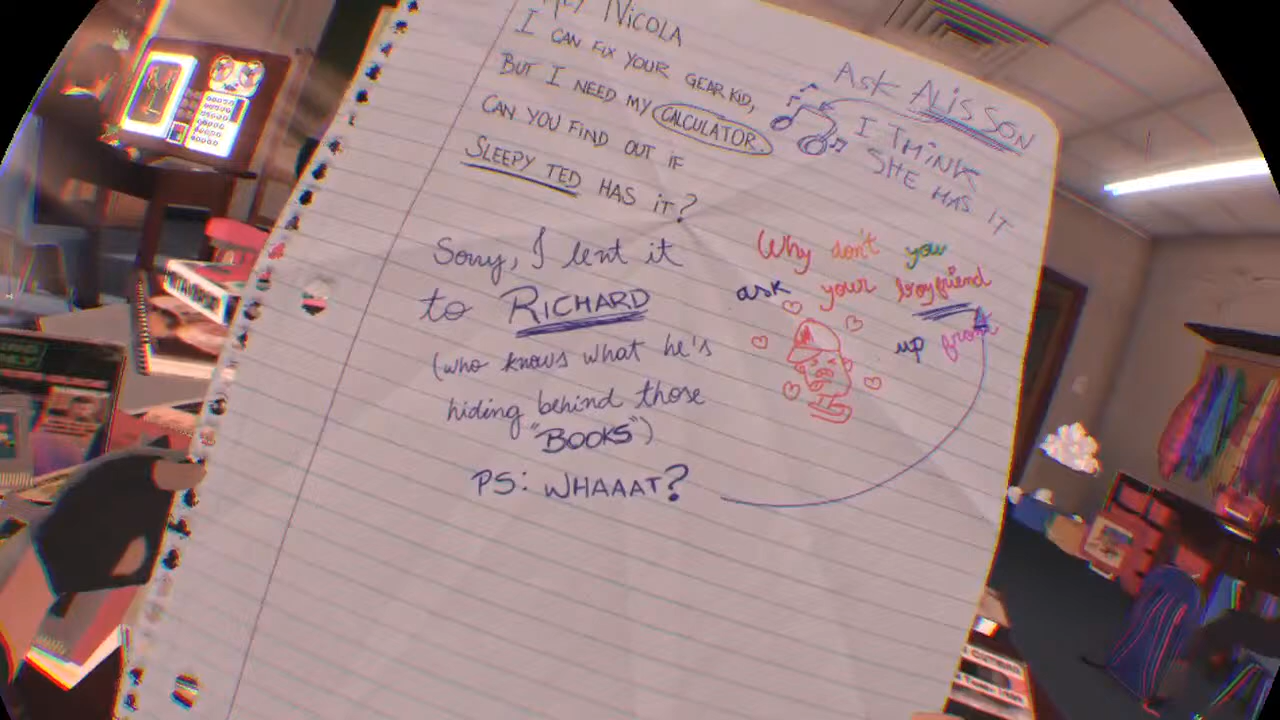 NICOLA
I CAN FIX YOUR GEAR KID,
BUT I NEED MY CALCULATOR.
CAN YOU FIND OUT IF
SLEEPY TED HAS IT?
Ask ALISSON
I THINK
SHE HAS IT
Sorry, I lent it
to RICHARD
(who knows what he's
hiding behind those
"BOOKS")
PS: WHAAAT?
Why don't you
ask your boyfriend
up front